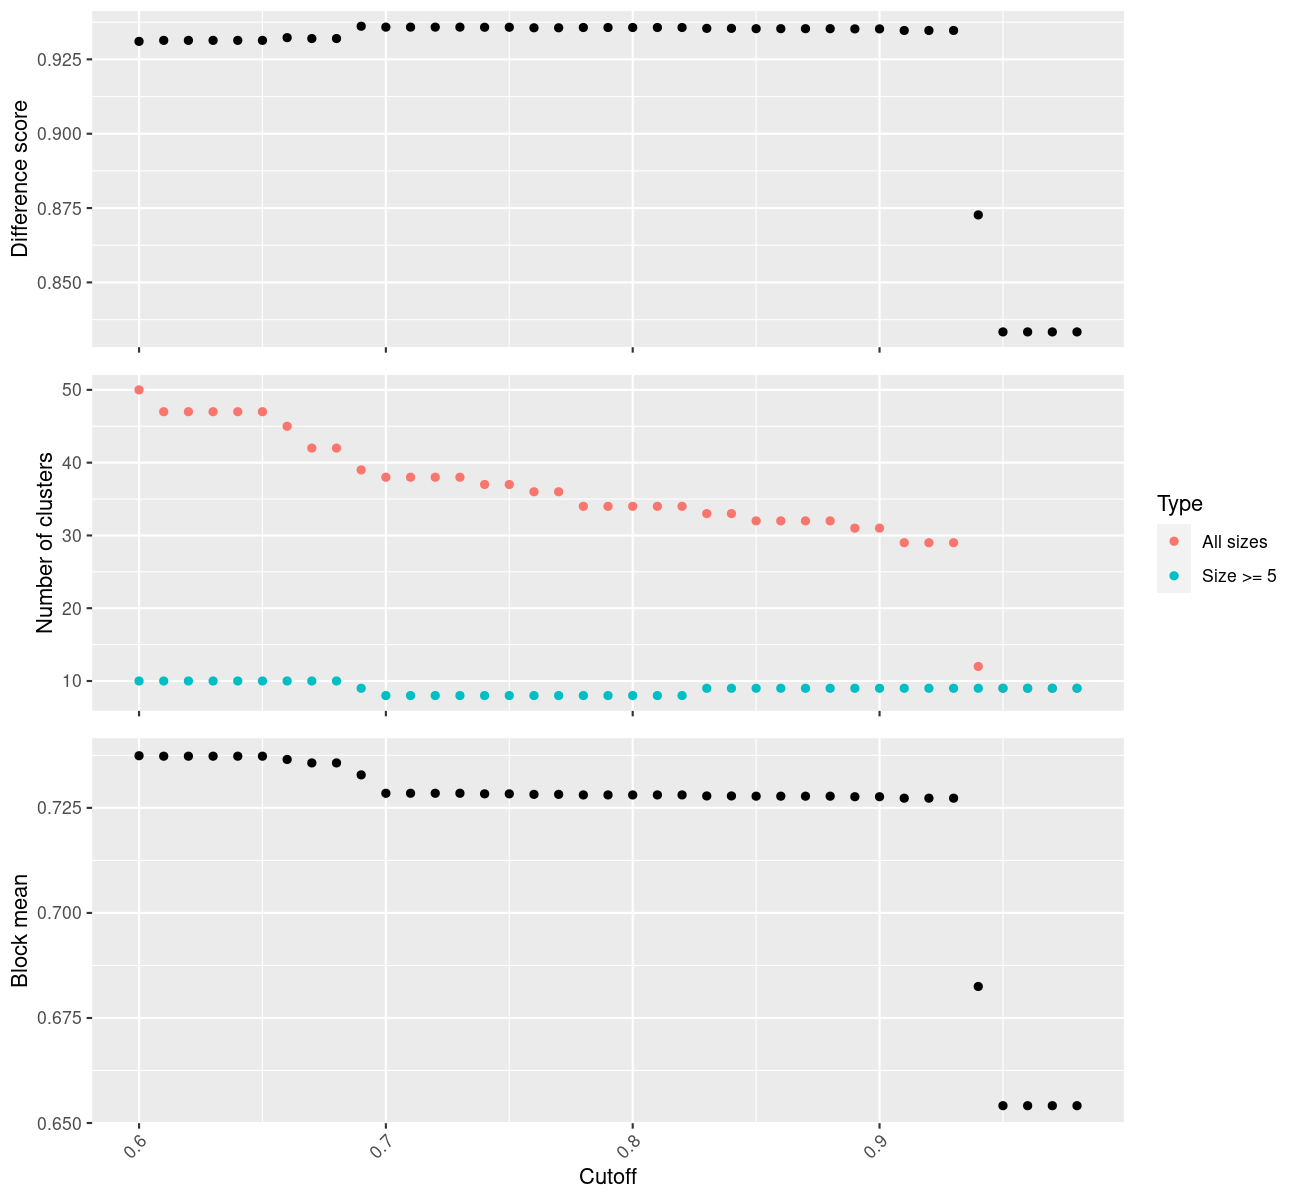 Difference score
0.925
0.900
0.875
0.850
Number of clusters
50
40
30
20
10
Type
All sizes
Size >= 5
Block mean
0.725
0.700
0.675
0.650
0.6 0.7 0.8 0.9
Cutoff